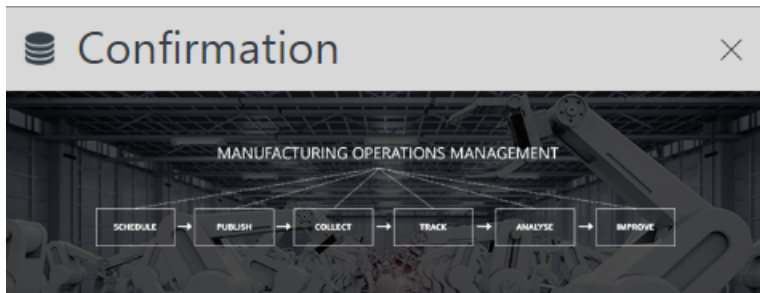 Confirmation
MANUFACTURING OPERATIONS MANAGEMENT
SCHEDULE
PUBLISH
COLLECT
TRACK
ANALYSE
IMPROVE